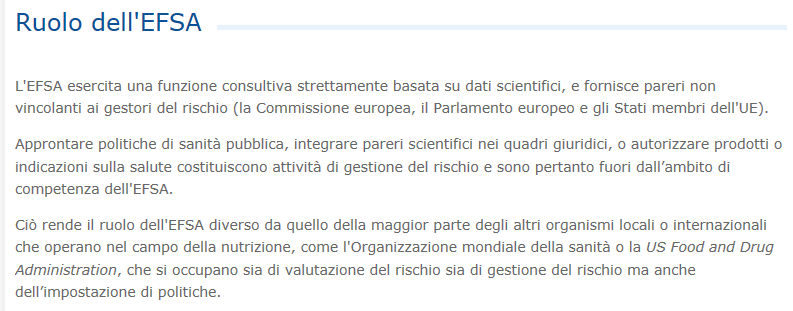 Ruolo dell'EFSA
L'EFSA esercita una funzione consultiva strettamente basata su dati scientifici, e fornisce pareri non
vincolanti ai gestori del rischio (la Commissione europea, il Parlamento europeo e gli Stati membri dell'UE).
Approntare politiche di sanità pubblica, integrare pareri scientifici nei quadri giuridici, o autorizzare prodotti o
indicazioni sulla salute costituiscono attività di gestione del rischio e sono pertanto fuori dall’ambito di
competenza dell'EFSA.
Ciò rende il ruolo dell'EFSA diverso da quello della maggior parte degli altri organismi locali o internazionali
che operano nel campo della nutrizione, come l'Organizzazione mondiale della sanità o la US Food and Drug
Administration, che si occupano sia di valutazione del rischio sia di gestione del rischio ma anche
dell’impostazione di politiche.